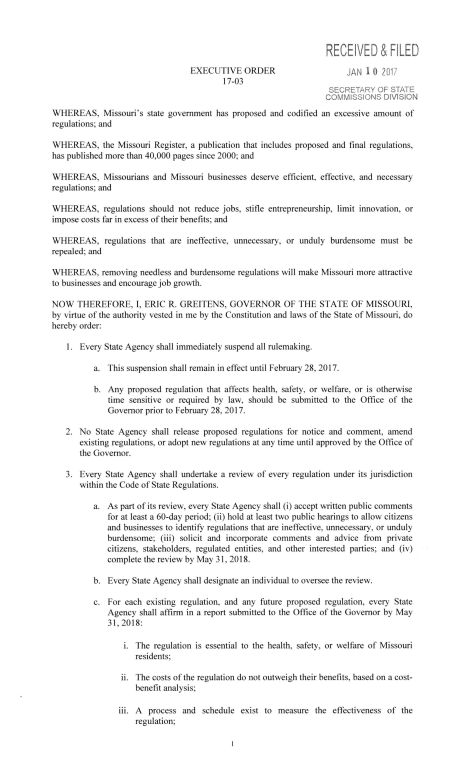 RECEIVED & FILED
JAN 10 2017
SECRETARY OF STATE
COMMISSIONS DIVISION
EXECUTIVE ORDER
17-03
WHEREAS, Missouri's state government has proposed and codified an excessive amount of
regulations; and
WHEREAS, the Missouri Register, a publication that includes proposed and final regulations,
has published more than 40,000 pages since 2000; and
WHEREAS, Missourians and Missouri businesses deserve efficient, effective, and necessary
regulations; and
WHEREAS, regulations should not reduce jobs, stifle entrepreneurship, limit innovation, or
impose costs far in excess of their benefits; and
WHEREAS, regulations that are ineffective, unnecessary, or unduly burdensome must be
repealed; and
WHEREAS, removing needless and burdensome regulations will make Missouri more attractive
to businesses and encourage job growth.
NOW THEREFORE, I, ERIC R. GREITENS, GOVERNOR OF THE STATE OF MISSOURI,
by virtue of the authority vested in me by the Constitution and laws of the State of Missouri, do
hereby order:
1. Every State Agency shall immediately suspend all rulemaking.
a. This suspension shall remain in effect until February 28, 2017.
b. Any proposed regulation that affects health, safety, or welfare, or is otherwise
time sensitive or required by law, should be submitted to the Office of the
Governor prior to February 28, 2017.
2. No State Agency shall release proposed regulations for notice and comment, amend
existing regulations, or adopt new regulations at any time until approved by the Office of
the Governor.
3. Every State Agency shall undertake a review of every regulation under its jurisdiction
within the Code of State Regulations.
a. As part of its review, every State Agency shall (i) accept written public comments
for at least a 60-day period; (ii) hold at least two public hearings to allow citizens
and businesses to identify regulations that are ineffective, unnecessary, or unduly
burdensome; (iii) solicit and incorporate comments and advice from private
citizens, stakeholders, regulated entities, and other interested parties; and (iv)
complete the review by May 31, 2018.
b. Every State Agency shall designate an individual to oversee the review.
c. For each existing regulation, and any future proposed regulation, every State
Agency shall affirm in a report submitted to the Office of the Governor by May
31, 2018:
i. The regulation is essential to the health, safety, or welfare of Missouri
residents;
ii. The costs of the regulation do not outweigh their benefits, based on a cost-
benefit analysis;
iii. A process and schedule exist to measure the effectiveness of the
regulation;
1